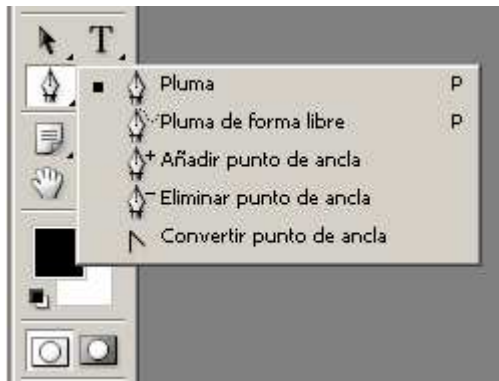 T
Pluma P
Pluma de forma libre P
Añadir punto de ancla
Eliminar punto de ancla
Convertir punto de ancla